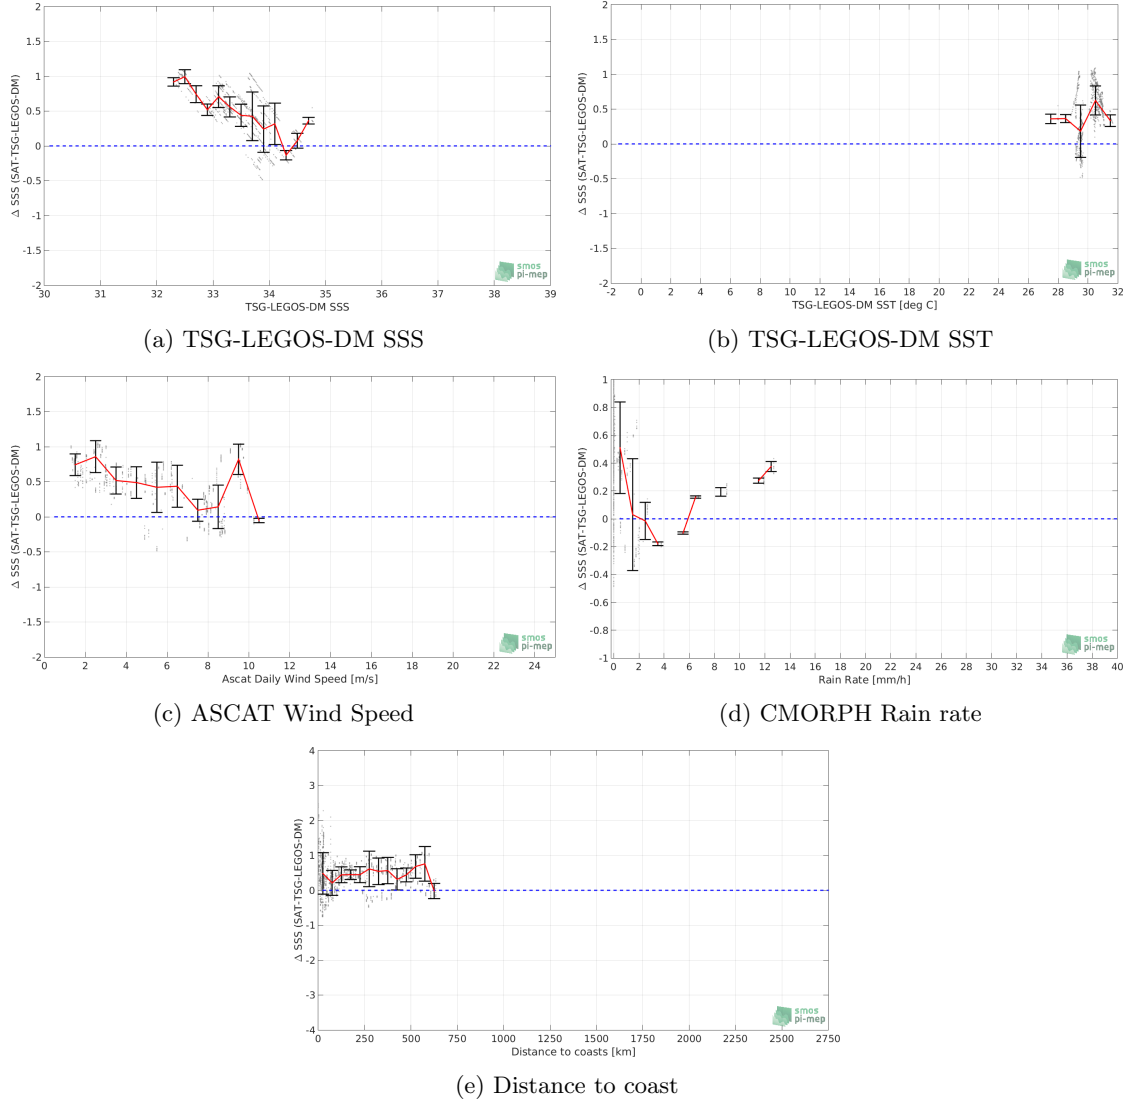 2
1.5
1
0.5
0
-0.5
-1
-1.5
-2
Δ SSS (SAT-TSG-LEGOS-DM)
30 31 32 33 34 35 36 37 38 39
TSG-LEGOS-DM SSS
smos
pi-mep
(a) TSG-LEGOS-DM SSS
2
1.5
1
0.5
0
-0.5
-1
-1.5
-2
Δ SSS (SAT-TSG-LEGOS-DM)
-2 0 2 4 6 8 10 12 14 16 18 20 22 24 26 28 30 32
TSG-LEGOS-DM SST [deg C]
smos
pi-mep
(b) TSG-LEGOS-DM SST
2
1.5
1
0.5
0
-0.5
-1
-1.5
-2
Δ SSS (SAT-TSG-LEGOS-DM)
0 2 4 6 8 10 12 14 16 18 20 22 24
Ascat Daily Wind Speed [m/s]
smos
pi-mep
(c) ASCAT Wind Speed
1
0.8
0.6
0.4
0.2
0
-0.2
-0.4
-0.6
-0.8
-1
Δ SSS (SAT-TSG-LEGOS-DM)
0 2 4 6 8 10 12 14 16 18 20 22 24 26 28 30 32 34 36 38 40
Rain Rate [mm/h]
smos
pi-mep
(d) CMORPH Rain rate
4
3
2
1
0
-1
-2
-3
-4
Δ SSS (SAT-TSG-LEGOS-DM)
0 250 500 750 1000 1250 1500 1750 2000 2250 2500 2750
Distance to coasts [km]
smos
pi-mep
(e) Distance to coast